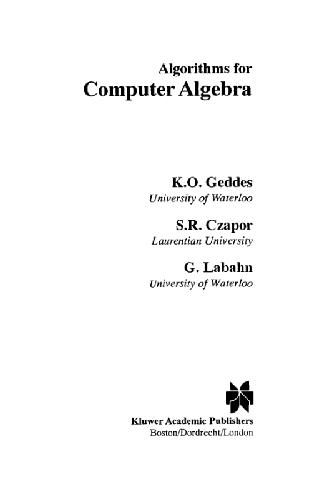 Algorithms for
Computer Algebra
K.O. Geddes
University of Waterloo
S.R. Czapor
Laurentian University
G. Labahn
University of Waterloo
Kluwer Academic Publishers
Boston/Dordrecht/London